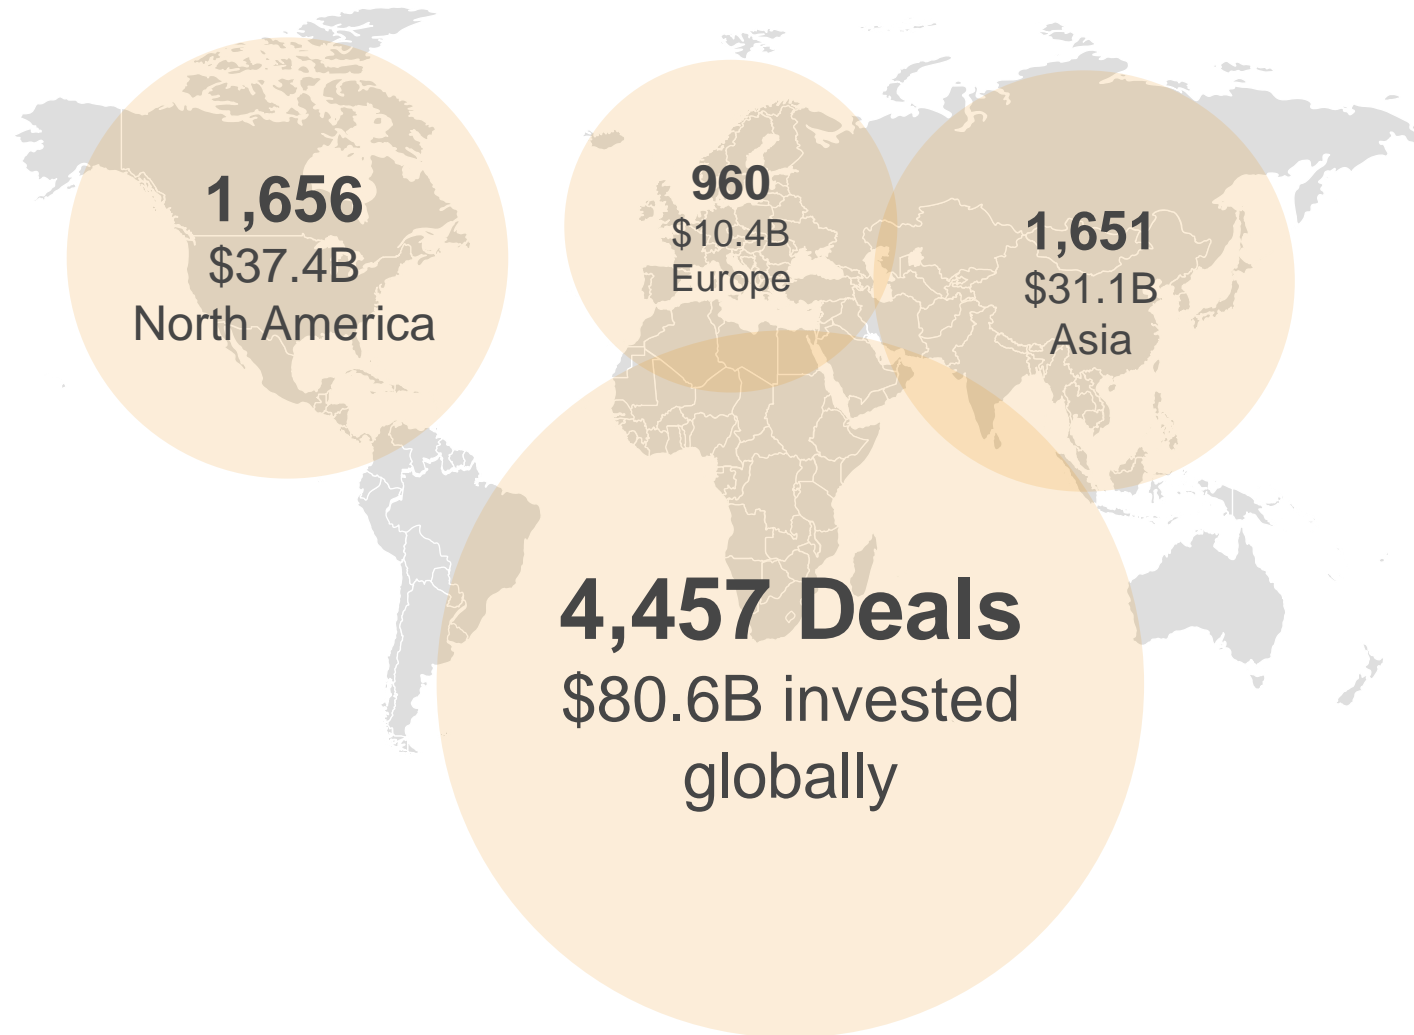 1,656
$37.4B
North America
960
$10.4B
Europe
1,651
$31.1B
Asia
4,457 Deals
$80.6B invested
globally